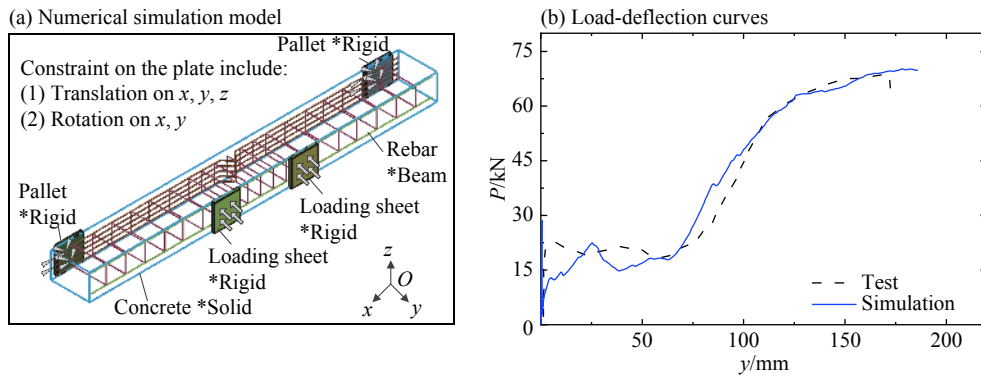 (a) Numerical simulation model
Pallet *Rigid
Constraint on the plate include:
(1) Translation on x, y, z
(2) Rotation on x, y
Rebar
*Beam
Pallet
*Rigid
Loading sheet
*Rigid
Loading sheet
*Rigid
Concrete *Solid
z
O
x
y
(b) Load-deflection curves
75
60
45
30
15
0
P/kN
50
100
150
200
y/mm
Test
Simulation